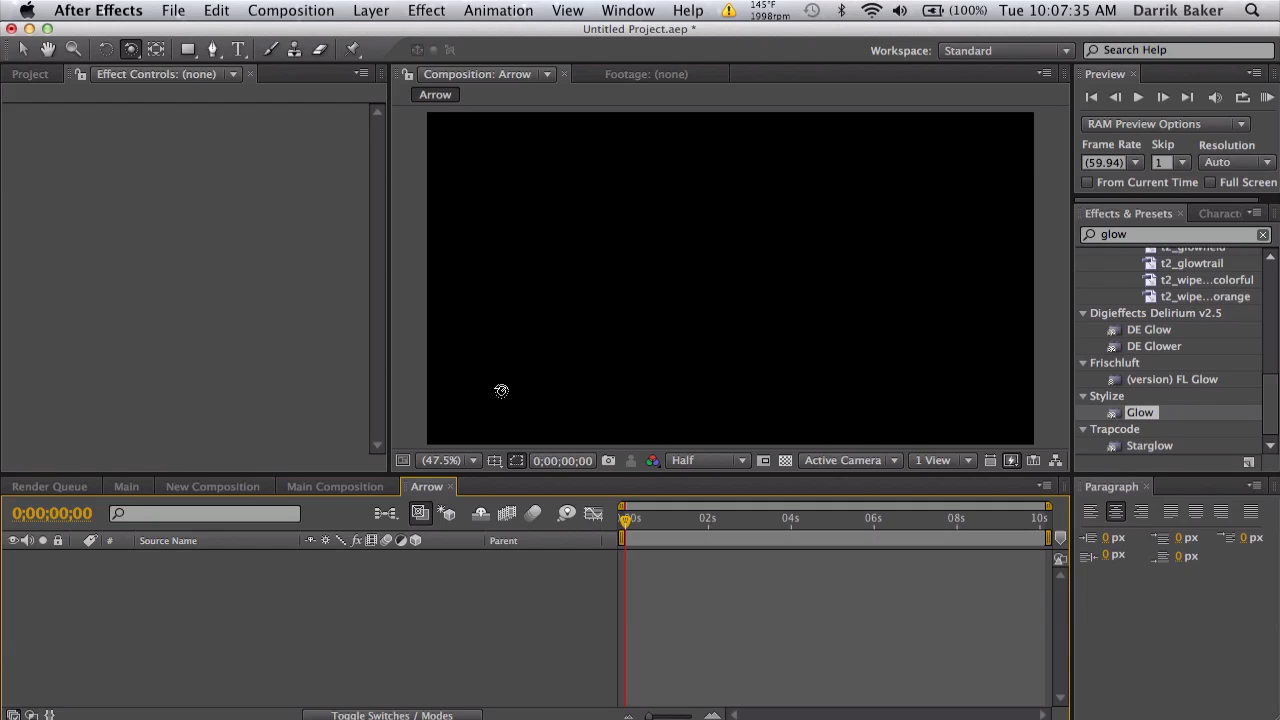 After Effects File Edit Composition Layer Effect Animation View Window Help 145°F 1998rpm (100%) Tue 10:07:35 AM Darrik Baker
Untitled Project.aep *
Workspace: Standard Search Help
Project Effect Controls: (none) Composition: Arrow Footage: (none) Preview
Arrow
RAM Preview Options
Frame Rate Skip Resolution
(59.94) 1 Auto
From Current Time Full Screen
Effects & Presets Charact
glow
t2_glowfield
t2_glowtrail
t2_wipe...colorful
t2_wipe...orange
Digieffects Delirium v2.5
DE Glow
DE Glower
Frischluft
(version) FL Glow
Stylize
Glow
Trapcode
Starglow
(47.5%) 0;00;00;00 Half Active Camera 1 View
Render Queue Main New Composition Main Composition Arrow Paragraph
0;00;00;00
00s 02s 04s 06s 08s 10s
# Source Name fx Parent
0 px 0 px 0 px
0 px 0 px
Toggle Switches / Modes